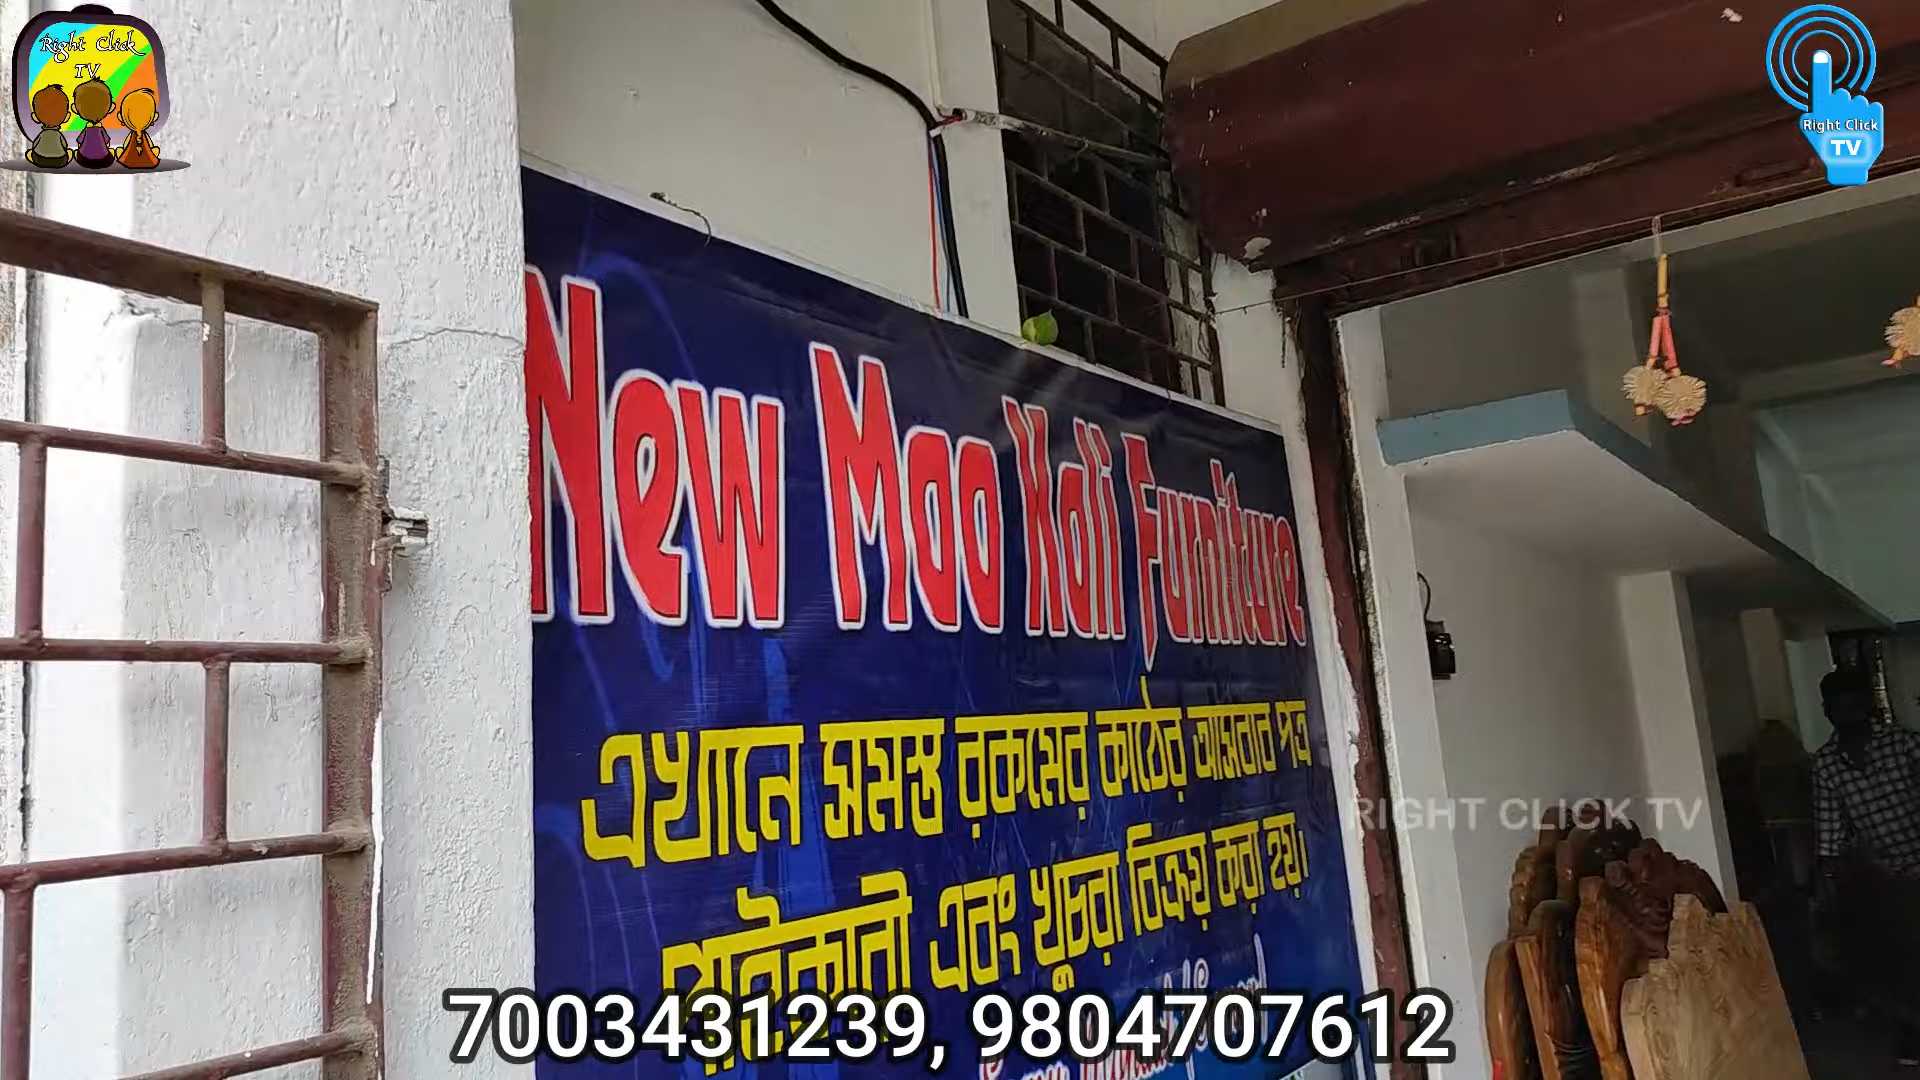 Right Click
TV
Right Click
TV
New Maa Kali Furniture
এখানে সমস্ত রকমের কাঠের আসবাব পত্র
পাইকারী এবং খুচরা বিক্রয় করা হয়।
RIGHT CLICK TV
7003431239, 9804707612